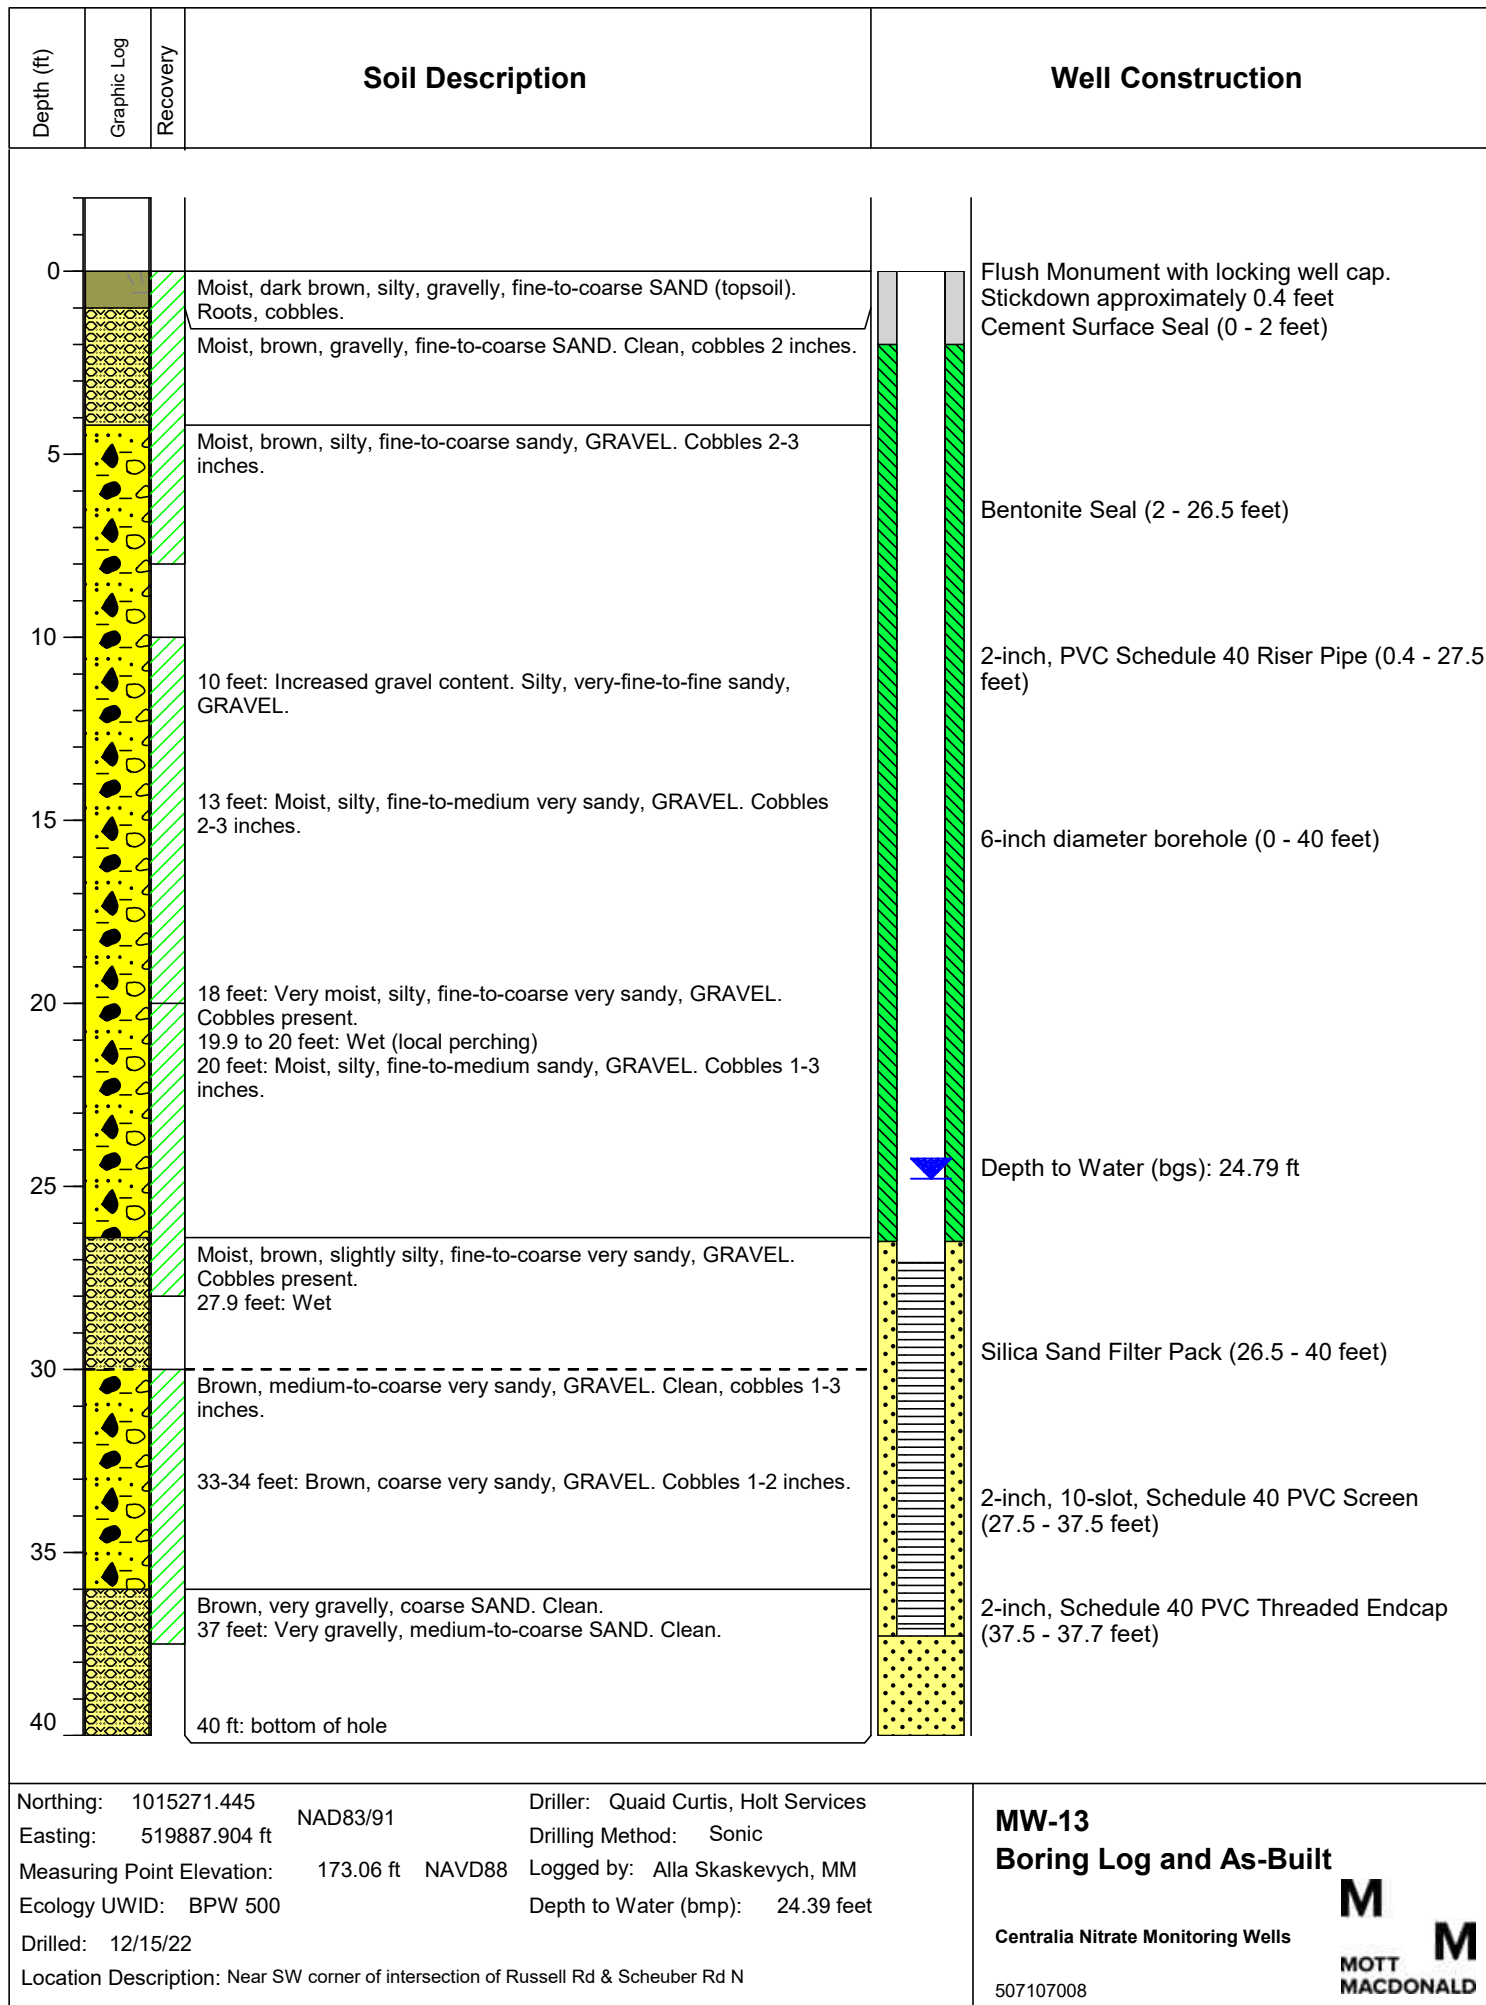 Depth (ft)
Graphic Log
Recovery
Soil Description
Well Construction
0
5
10
15
20
25
30
35
40
Moist, dark brown, silty, gravelly, fine-to-coarse SAND (topsoil).
Roots, cobbles.
Moist, brown, gravelly, fine-to-coarse SAND. Clean, cobbles 2 inches.
Moist, brown, silty, fine-to-coarse sandy, GRAVEL. Cobbles 2-3
inches.
10 feet: Increased gravel content. Silty, very-fine-to-fine sandy,
GRAVEL.
13 feet: Moist, silty, fine-to-medium very sandy, GRAVEL. Cobbles
2-3 inches.
18 feet: Very moist, silty, fine-to-coarse very sandy, GRAVEL.
Cobbles present.
19.9 to 20 feet: Wet (local perching)
20 feet: Moist, silty, fine-to-medium sandy, GRAVEL. Cobbles 1-3
inches.
Moist, brown, slightly silty, fine-to-coarse very sandy, GRAVEL.
Cobbles present.
27.9 feet: Wet
Brown, medium-to-coarse very sandy, GRAVEL. Clean, cobbles 1-3
inches.
33-34 feet: Brown, coarse very sandy, GRAVEL. Cobbles 1-2 inches.
Brown, very gravelly, coarse SAND. Clean.
37 feet: Very gravelly, medium-to-coarse SAND. Clean.
40 ft: bottom of hole
Flush Monument with locking well cap.
Stickdown approximately 0.4 feet
Cement Surface Seal (0 - 2 feet)
Bentonite Seal (2 - 26.5 feet)
2-inch, PVC Schedule 40 Riser Pipe (0.4 - 27.5
feet)
6-inch diameter borehole (0 - 40 feet)
Depth to Water (bgs): 24.79 ft
Silica Sand Filter Pack (26.5 - 40 feet)
2-inch, 10-slot, Schedule 40 PVC Screen
(27.5 - 37.5 feet)
2-inch, Schedule 40 PVC Threaded Endcap
(37.5 - 37.7 feet)
Northing: 1015271.445
NAD83/91
Easting: 519887.904 ft
Measuring Point Elevation: 173.06 ft NAVD88
Ecology UWID: BPW 500
Drilled: 12/15/22
Location Description: Near SW corner of intersection of Russell Rd & Scheuber Rd N
Driller: Quaid Curtis, Holt Services
Drilling Method: Sonic
Logged by: Alla Skaskevych, MM
Depth to Water (bmp): 24.39 feet
MW-13
Boring Log and As-Built
Centralia Nitrate Monitoring Wells
507107008
M
M
MOTT
MACDONALD